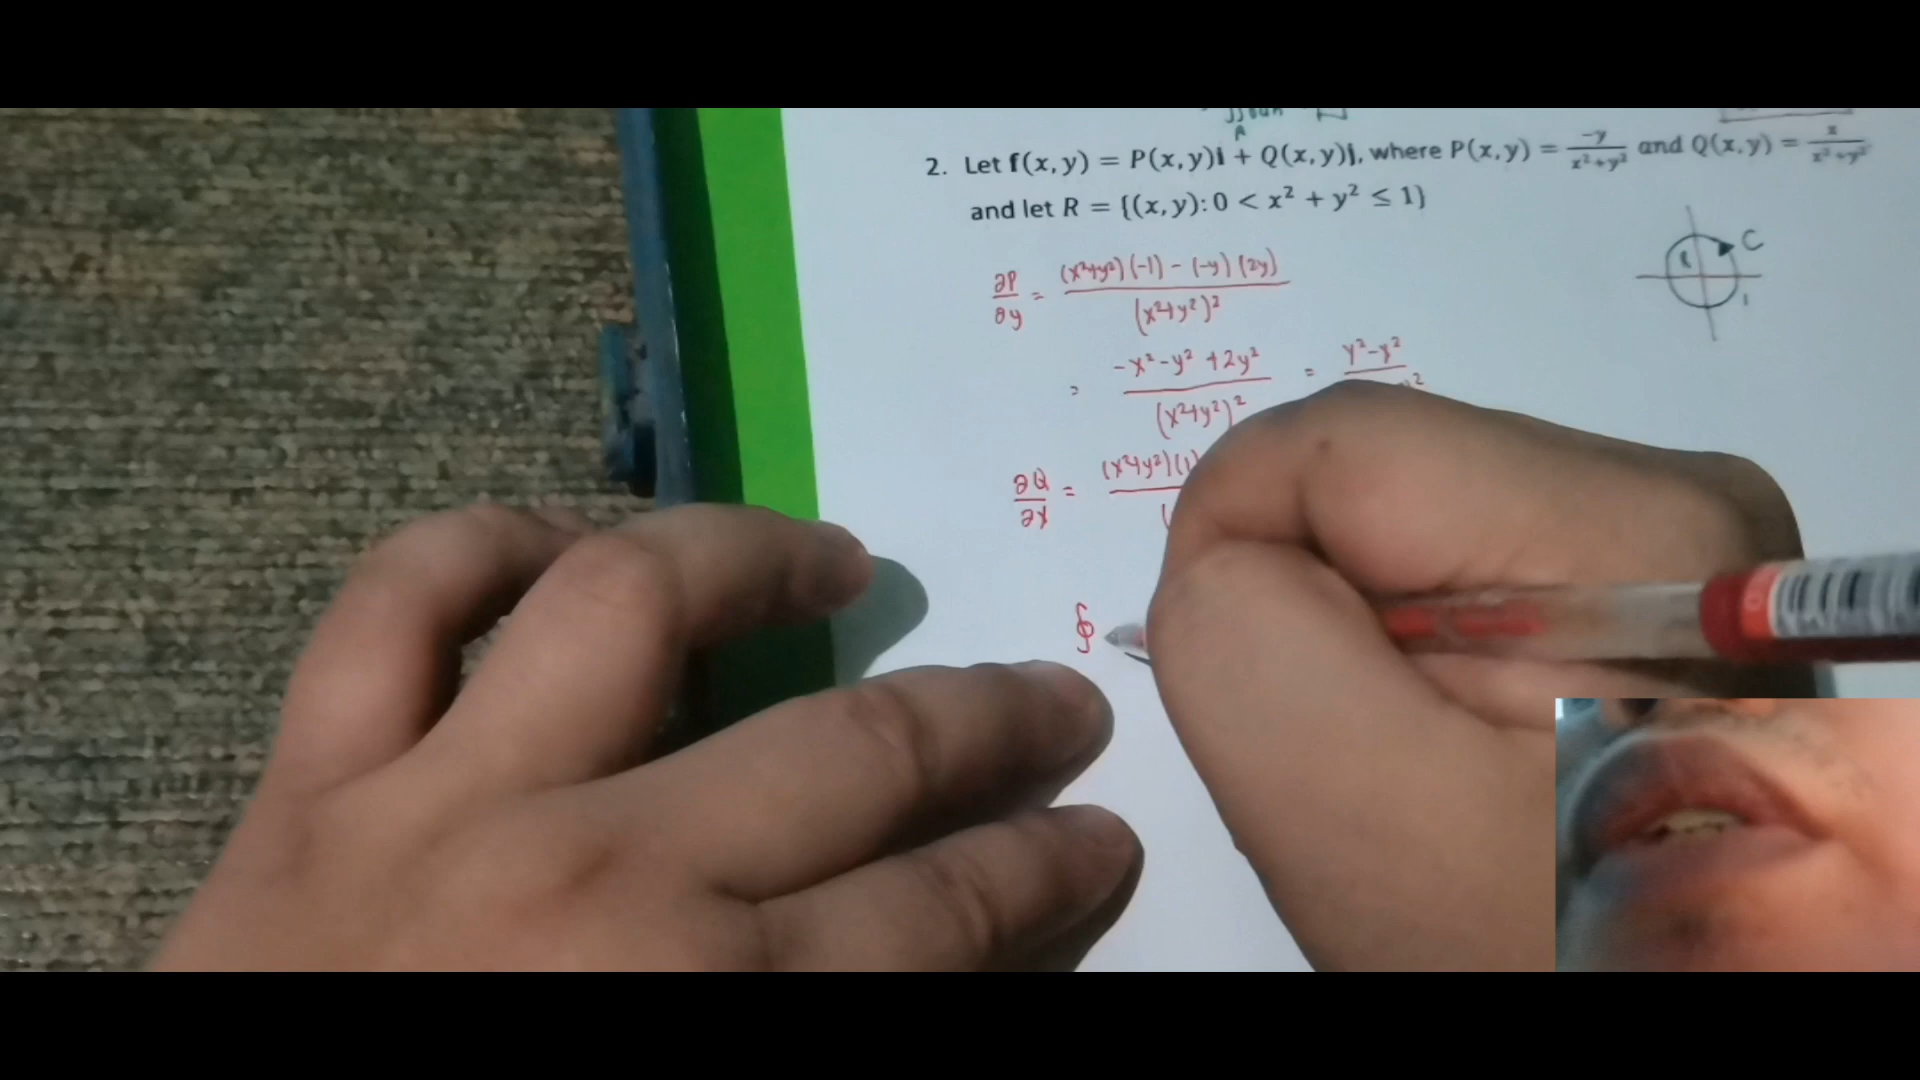 A
2. Let f(x, y) = P(x, y)i + Q(x, y)j, where P(x, y) = -y/(x²+y²) and Q(x, y) = x/(x²+y²)
and let R = {(x, y): 0 < x² + y² ≤ 1}
C
R
1
∂P/∂y = ((x²+y²)(-1) - (-y)(2y))/(x²+y²)²
= (-x² - y² + 2y²)/(x²+y²)² = y²-x²
∂Q/∂x = (x²+y²)(1)
∮